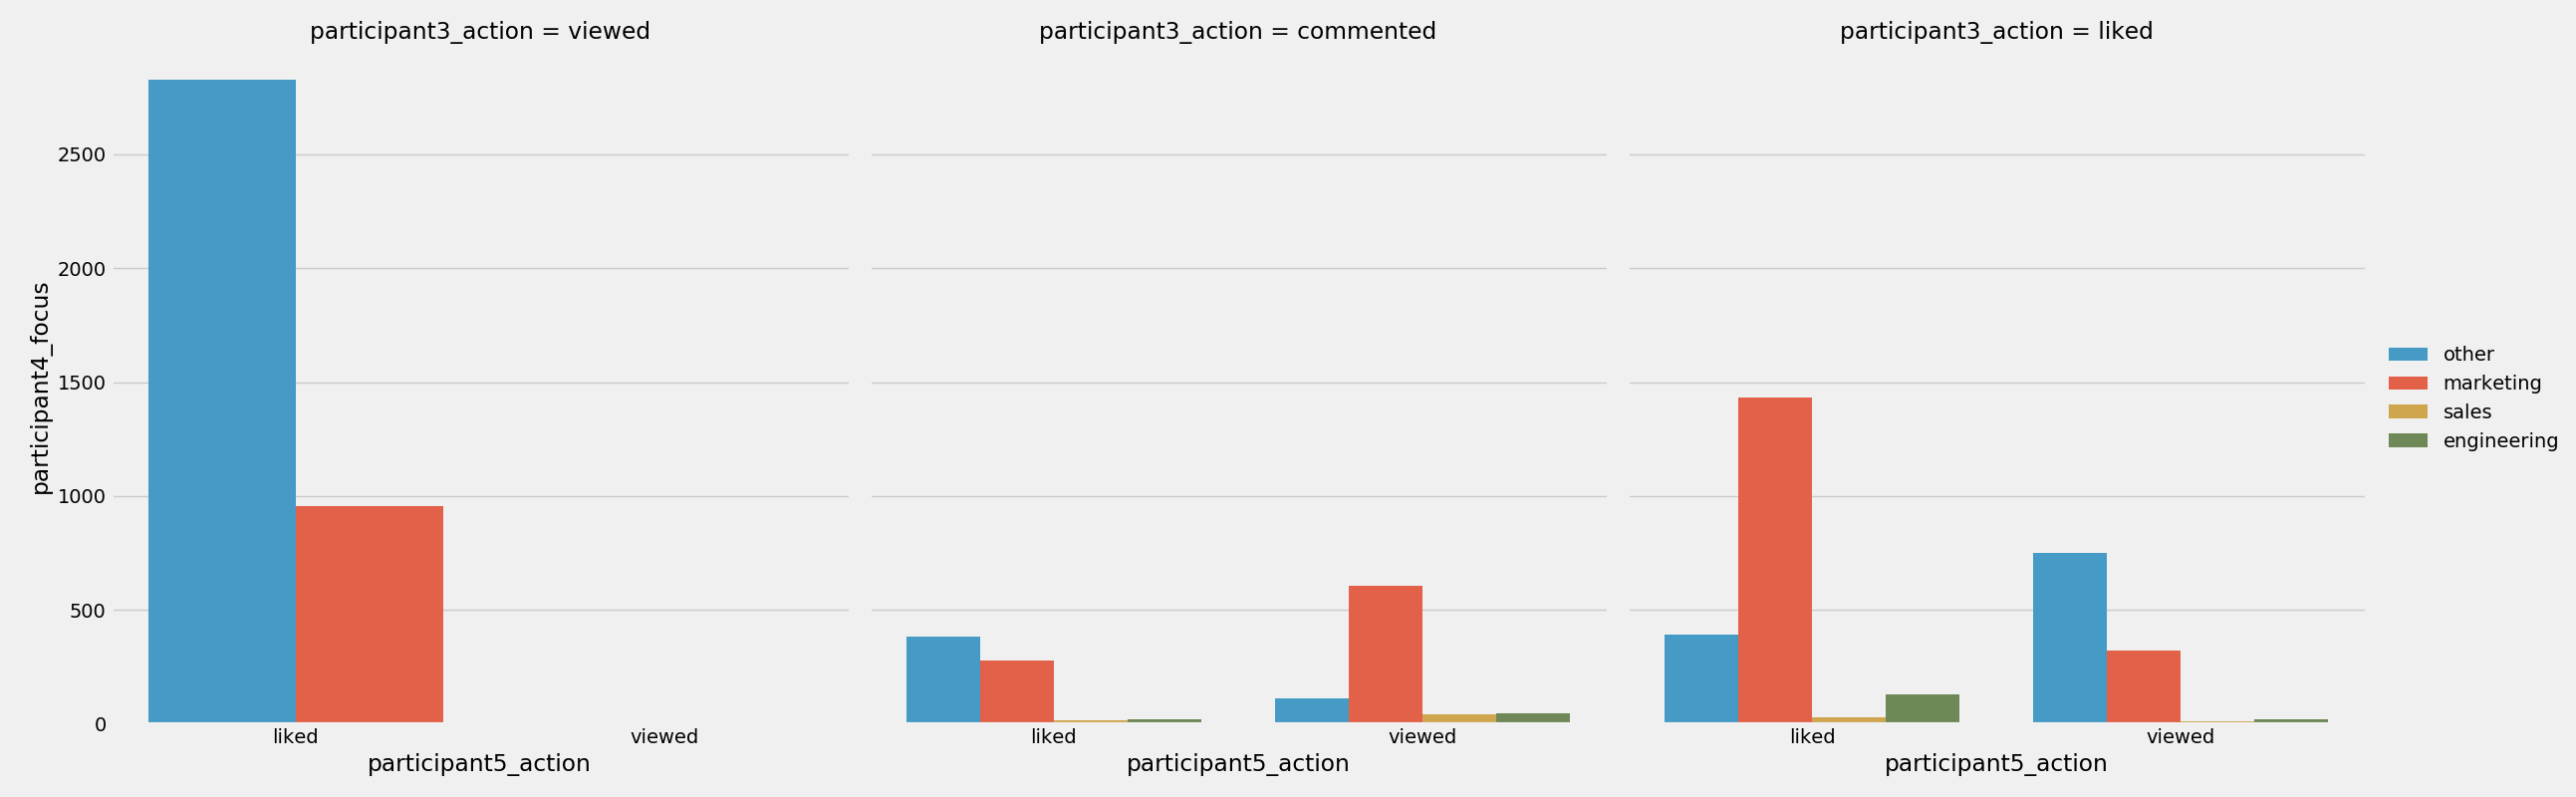 participant3_action = viewed
participant3_action = commented
participant3_action = liked
participant4_focus
2500
2000
1500
1000
500
0
liked
viewed
liked
viewed
liked
viewed
participant5_action
participant5_action
participant5_action
other
marketing
sales
engineering